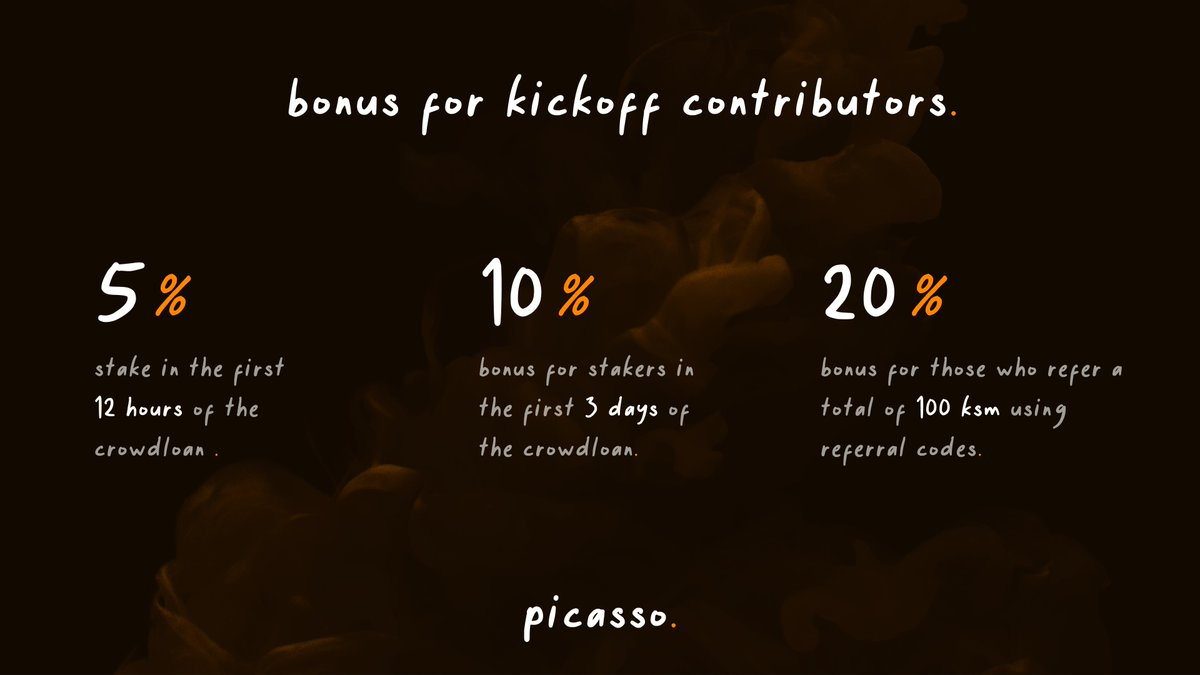 bonus for kickoff contributors.
5 %
stake in the first
12 hours of the
crowdloan .
10 %
bonus for stakers in
the first 3 days of
the crowdloan.
20 %
bonus for those who refer a
total of 100 ksm using
referral codes.
picasso.